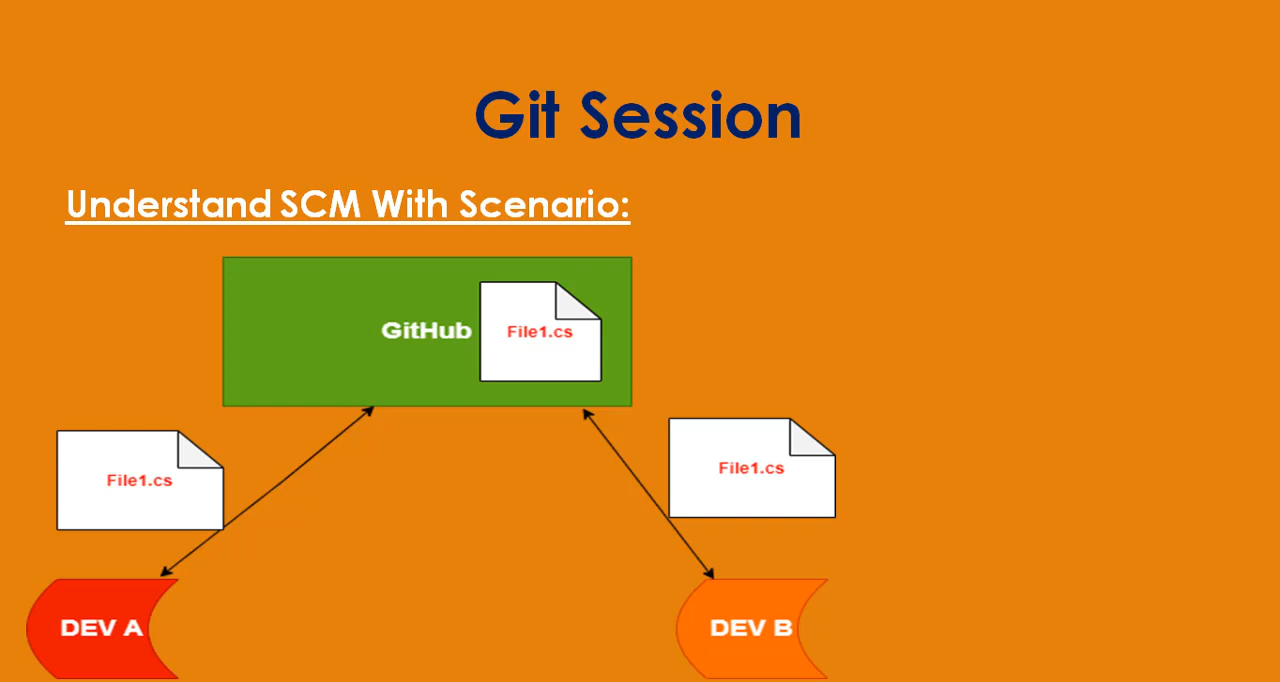 Git Session
Understand SCM With Scenario:
GitHub
File1.cs
File1.cs
File1.cs
DEV A
DEV B